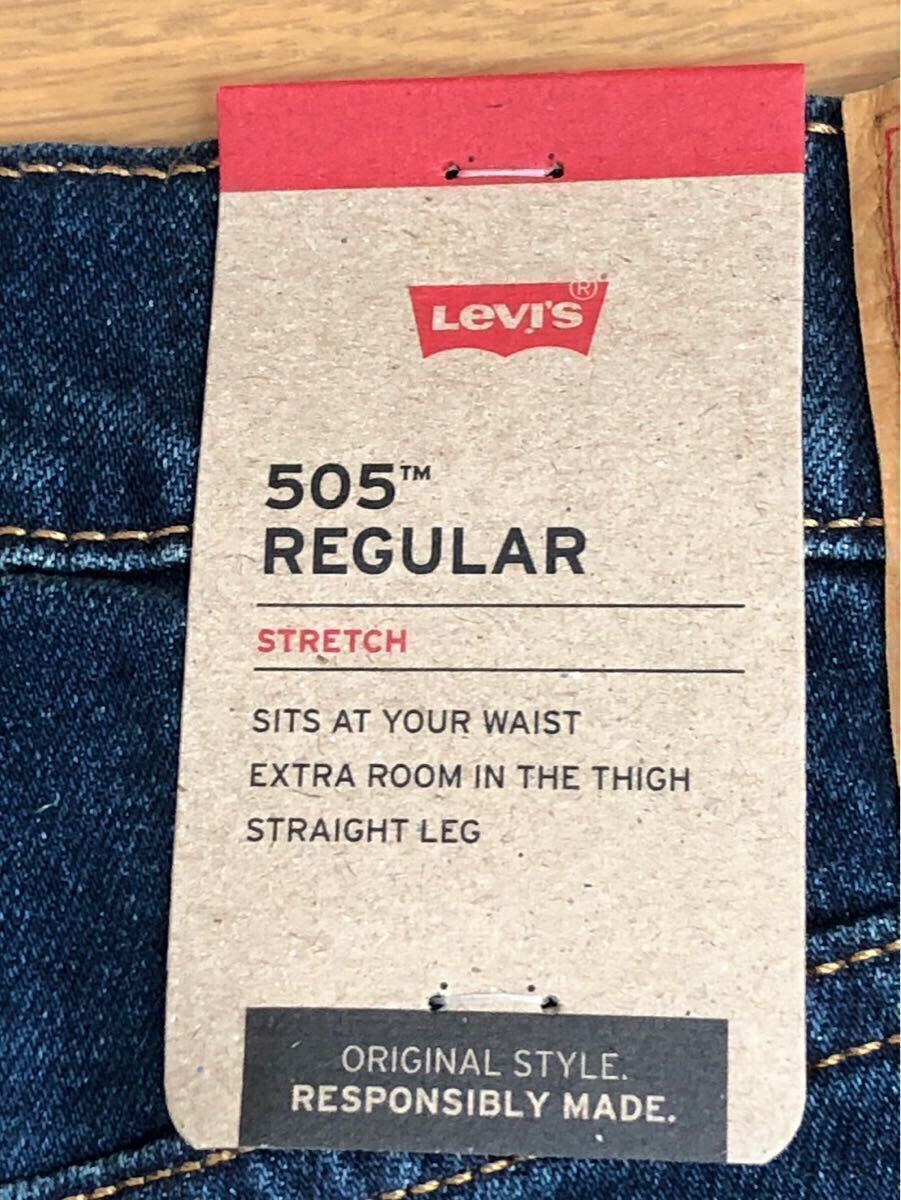 Levi's®
505™
REGULAR
STRETCH
SITS AT YOUR WAIST
EXTRA ROOM IN THE THIGH
STRAIGHT LEG
ORIGINAL STYLE.
RESPONSIBLY MADE.